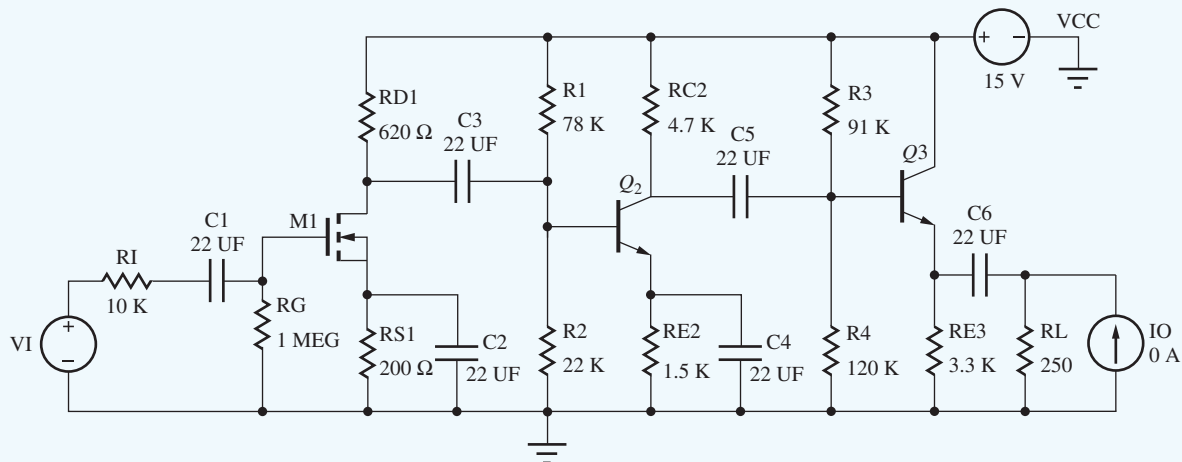 VCC
15 V
RD1
620 Ω
R1
78 K
RC2
4.7 K
R3
91 K
C3
22 UF
C5
22 UF
Q3
Q2
C6
22 UF
M1
C1
22 UF
RI
10 K
RG
1 MEG
VI
RS1
200 Ω
C2
22 UF
R2
22 K
RE2
1.5 K
C4
22 UF
R4
120 K
RE3
3.3 K
RL
250
IO
0 A